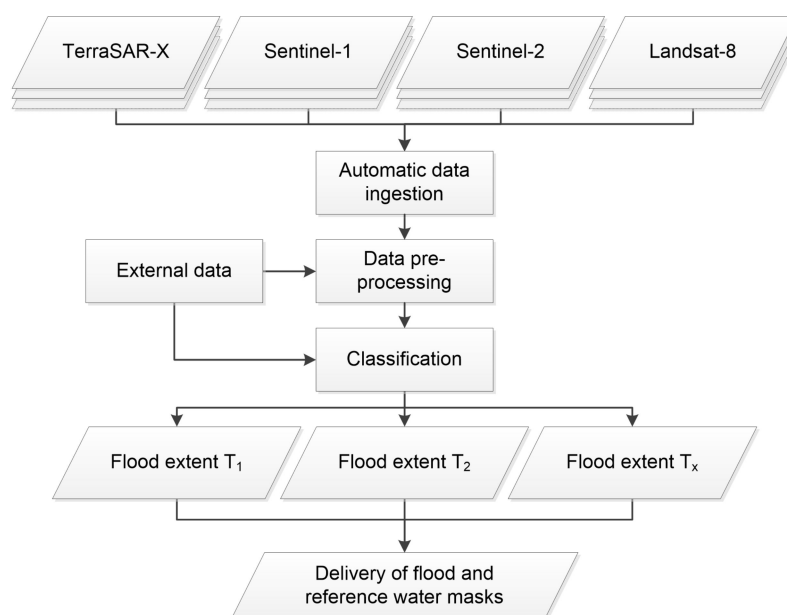 TerraSAR-X
Sentinel-1
Sentinel-2
Landsat-8
Automatic data
ingestion
External data
Data pre-
processing
Classification
Flood extent T₁
Flood extent T₂
Flood extent Tₓ
Delivery of flood and
reference water masks